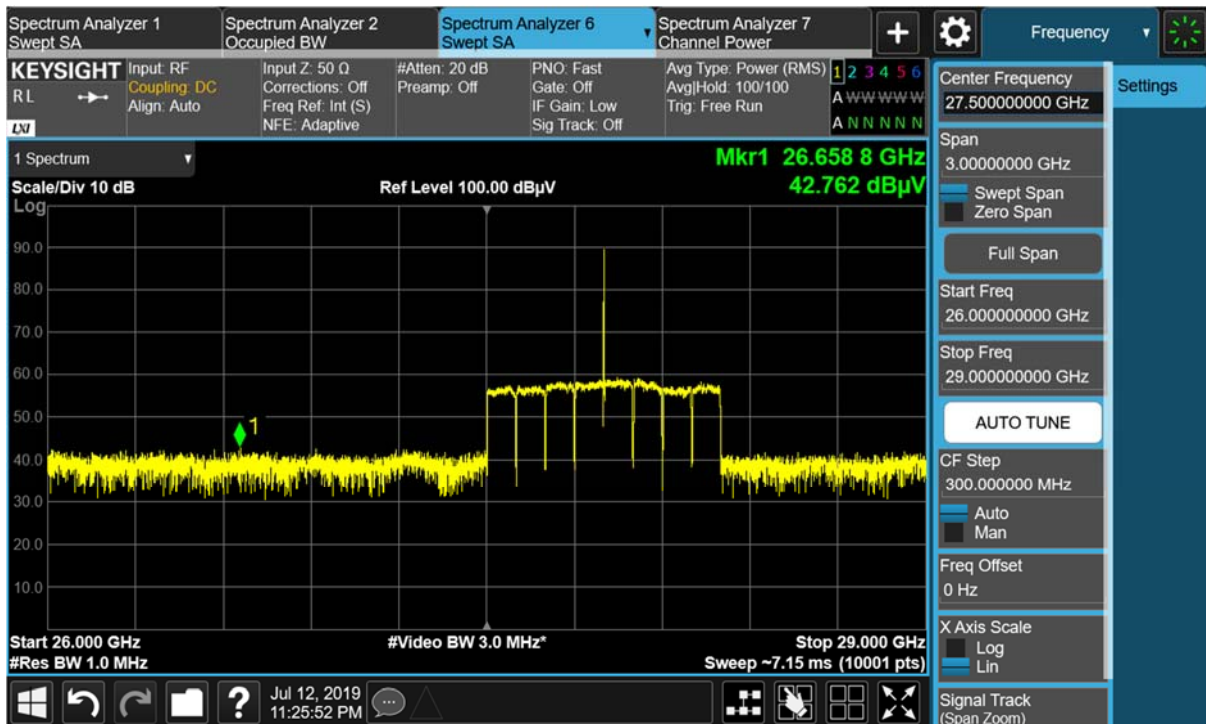 Spectrum Analyzer 1
Swept SA
Spectrum Analyzer 2
Occupied BW
Spectrum Analyzer 6
Swept SA
Spectrum Analyzer 7
Channel Power
+
Frequency
KEYSIGHT
RL
LXI
Input: RF
Coupling: DC
Align: Auto
Input Z: 50 Ω
Corrections: Off
Freq Ref: Int (S)
NFE: Adaptive
#Atten: 20 dB
Preamp: Off
PNO: Fast
Gate: Off
IF Gain: Low
Sig Track: Off
Avg Type: Power (RMS)
Avg|Hold: 100/100
Trig: Free Run
1 2 3 4 5 6
A W W W W W
A N N N N N
1 Spectrum
Scale/Div 10 dB
Log
Ref Level 100.00 dBµV
Mkr1 26.658 8 GHz
42.762 dBµV
90.0
80.0
70.0
60.0
50.0
1
40.0
30.0
20.0
10.0
Start 26.000 GHz
#Res BW 1.0 MHz
#Video BW 3.0 MHz*
Stop 29.000 GHz
Sweep ~7.15 ms (10001 pts)
?
Jul 12, 2019
11:25:52 PM
Center Frequency
27.500000000 GHz
Settings
Span
3.00000000 GHz
Swept Span
Zero Span
Full Span
Start Freq
26.000000000 GHz
Stop Freq
29.000000000 GHz
AUTO TUNE
CF Step
300.000000 MHz
Auto
Man
Freq Offset
0 Hz
X Axis Scale
Log
Lin
Signal Track
(Span Zoom)